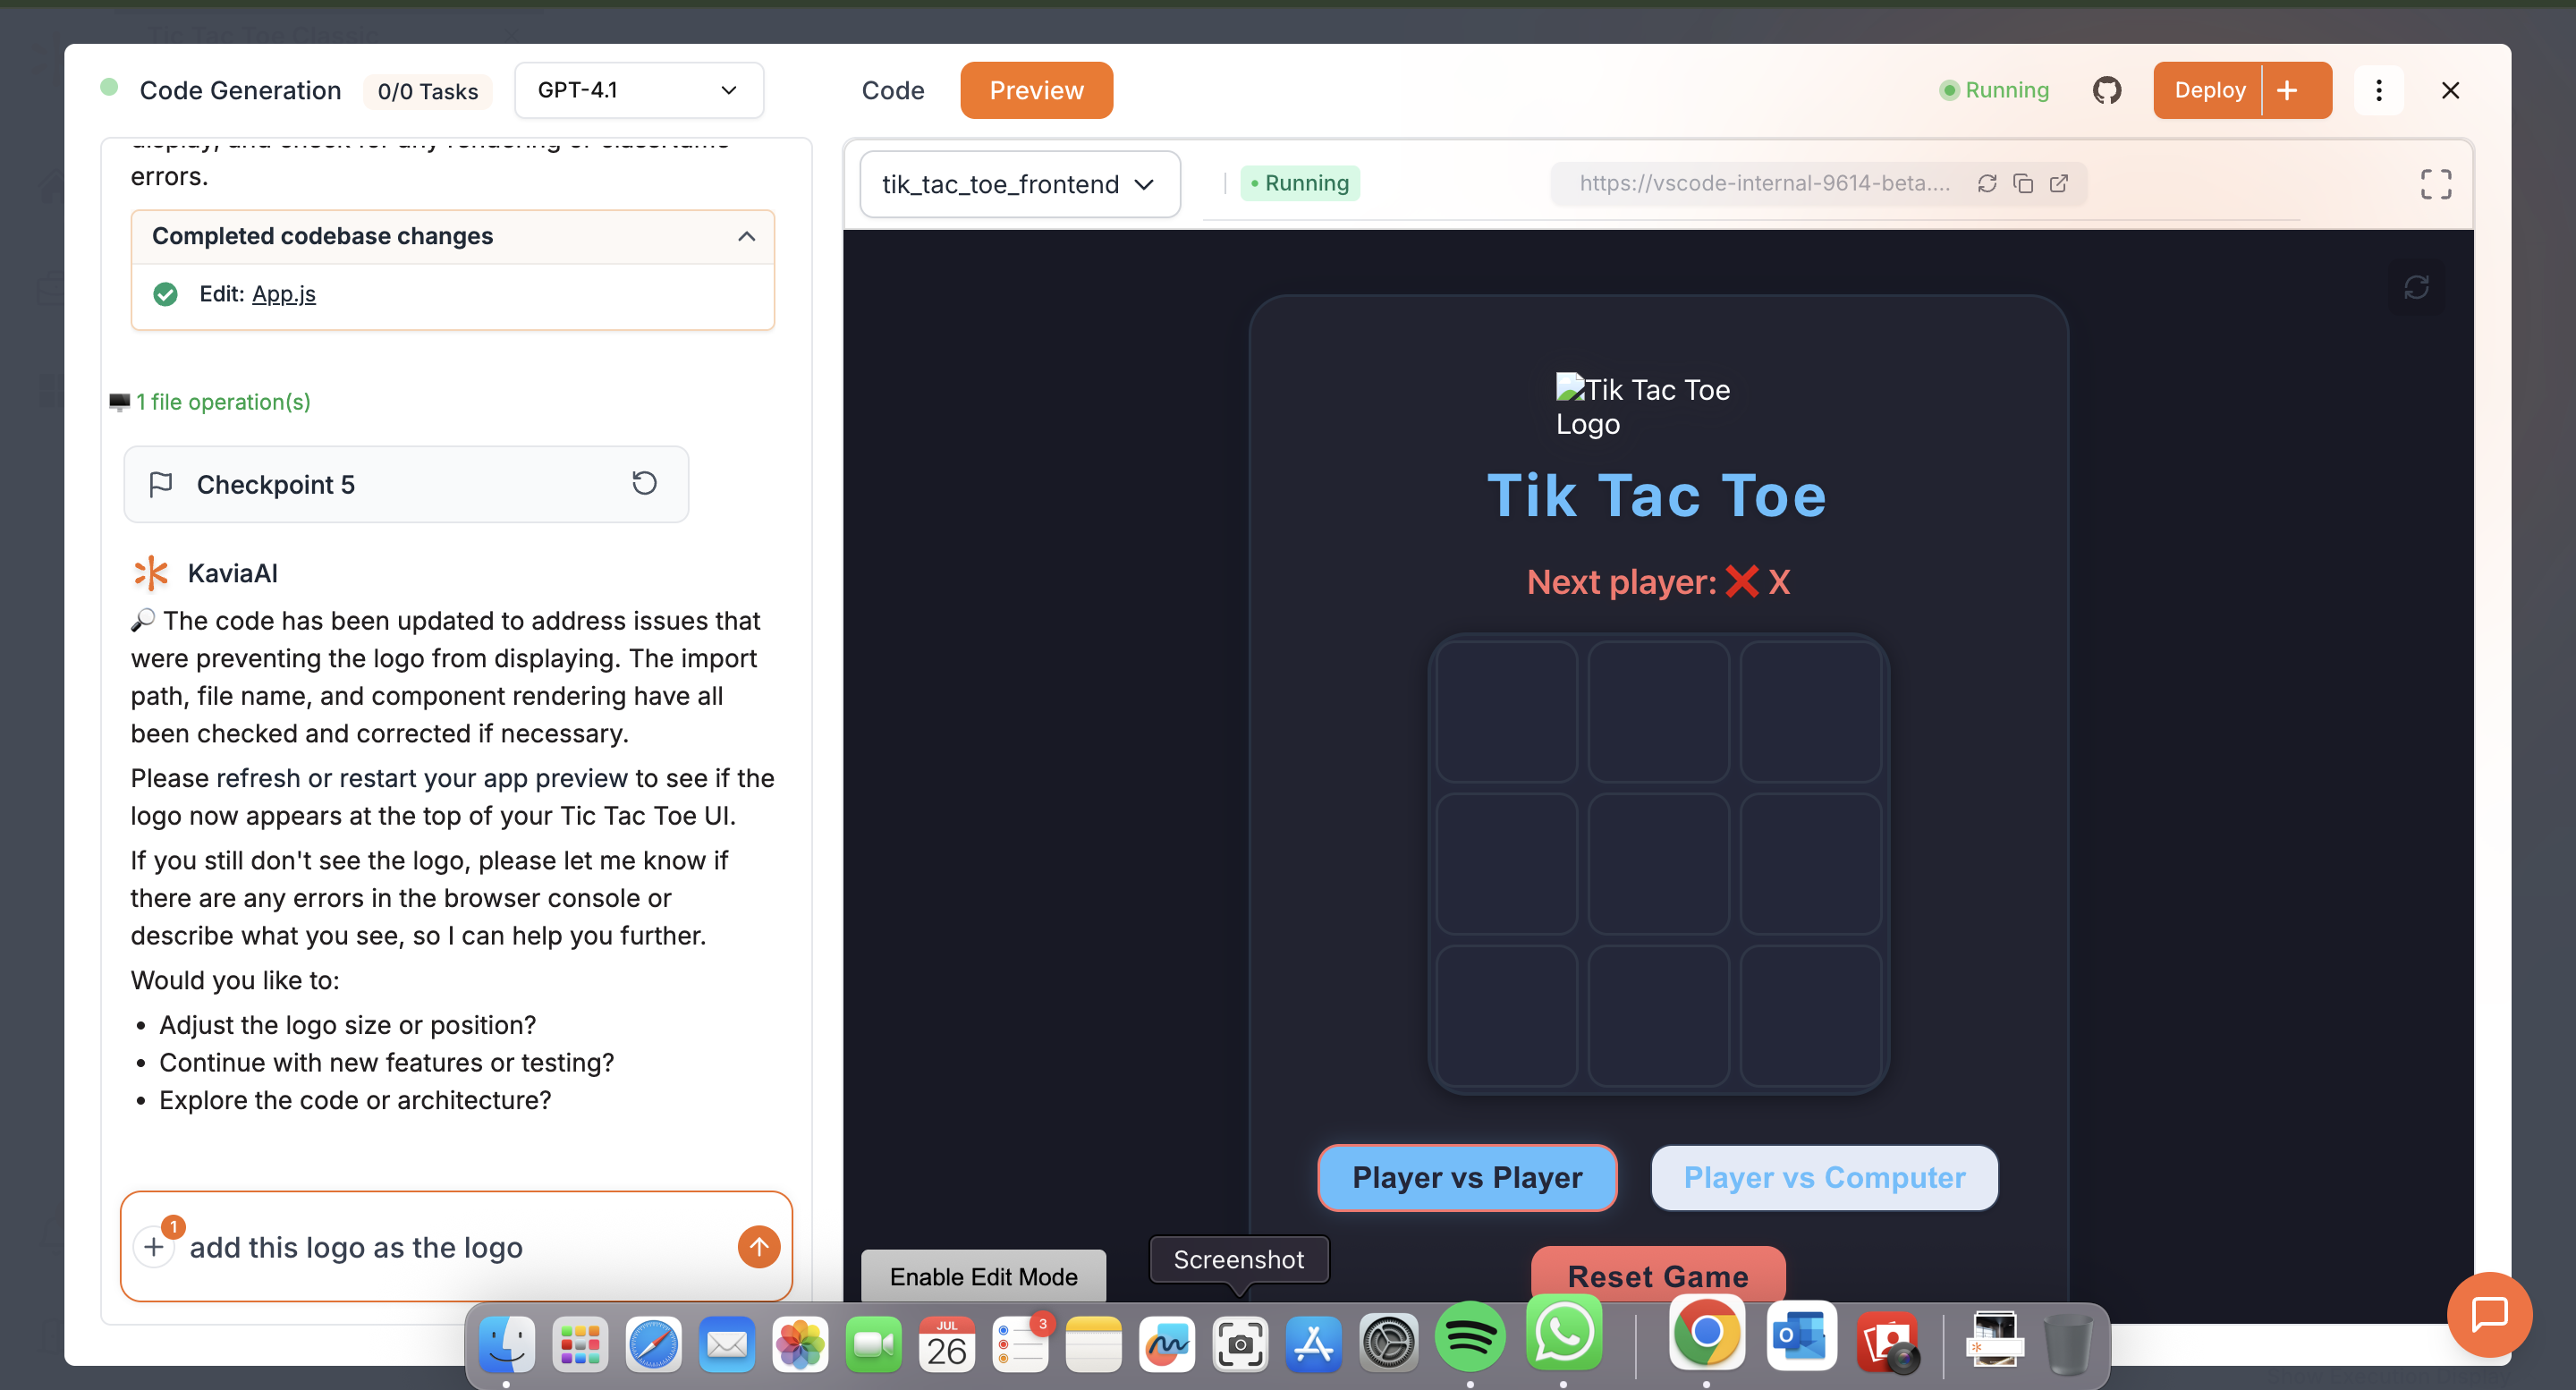 Code Generation
0/0 Tasks
GPT-4.1
Code
Preview
Running
Deploy
errors.
Completed codebase changes
Edit: App.js
1 file operation(s)
Checkpoint 5
KaviaAI
The code has been updated to address issues that
were preventing the logo from displaying. The import
path, file name, and component rendering have all
been checked and corrected if necessary.
Please refresh or restart your app preview to see if the
logo now appears at the top of your Tic Tac Toe UI.
If you still don't see the logo, please let me know if
there are any errors in the browser console or
describe what you see, so I can help you further.
Would you like to:
• Adjust the logo size or position?
• Continue with new features or testing?
• Explore the code or architecture?
1
add this logo as the logo
tik_tac_toe_frontend
Running
https://vscode-internal-9614-beta....
Tik Tac Toe
Logo
Tik Tac Toe
Next player: ❌ X
Player vs Player
Player vs Computer
Reset Game
Enable Edit Mode
Screenshot
JUL
26
3